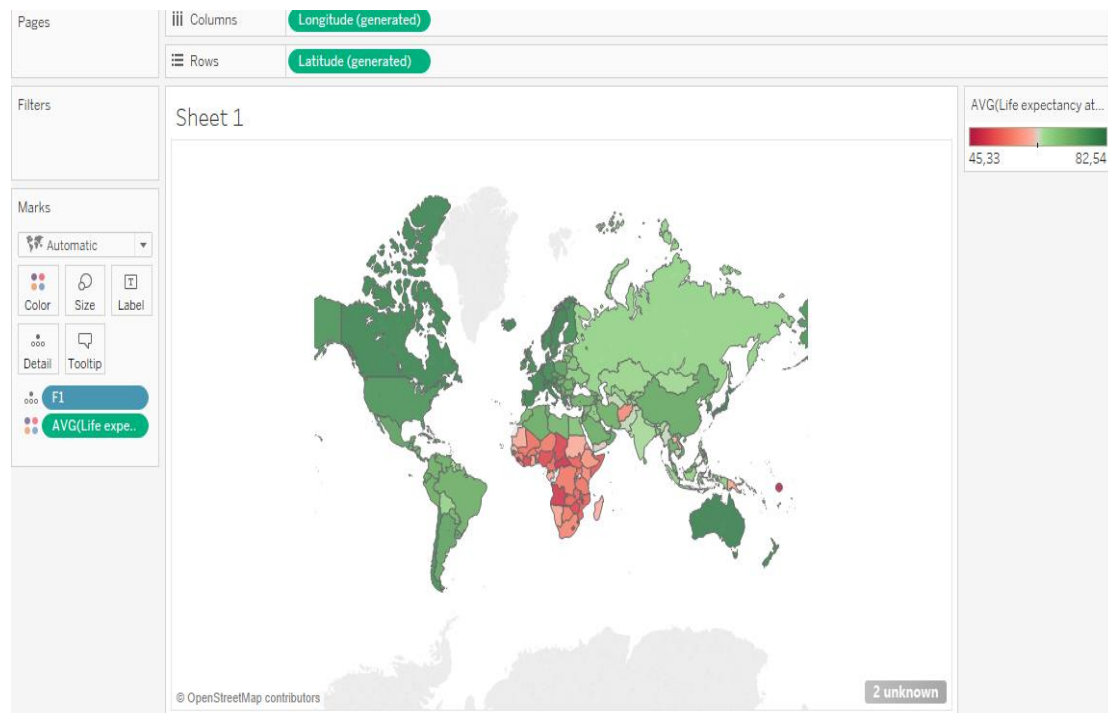 Pages
Columns
Longitude (generated)
Rows
Latitude (generated)
Filters
Sheet 1
AVG(Life expectancy at...
45,33
82,54
Marks
Automatic
Color
Size
T
Label
Detail
Tooltip
F1
AVG(Life expe..
© OpenStreetMap contributors
2 unknown